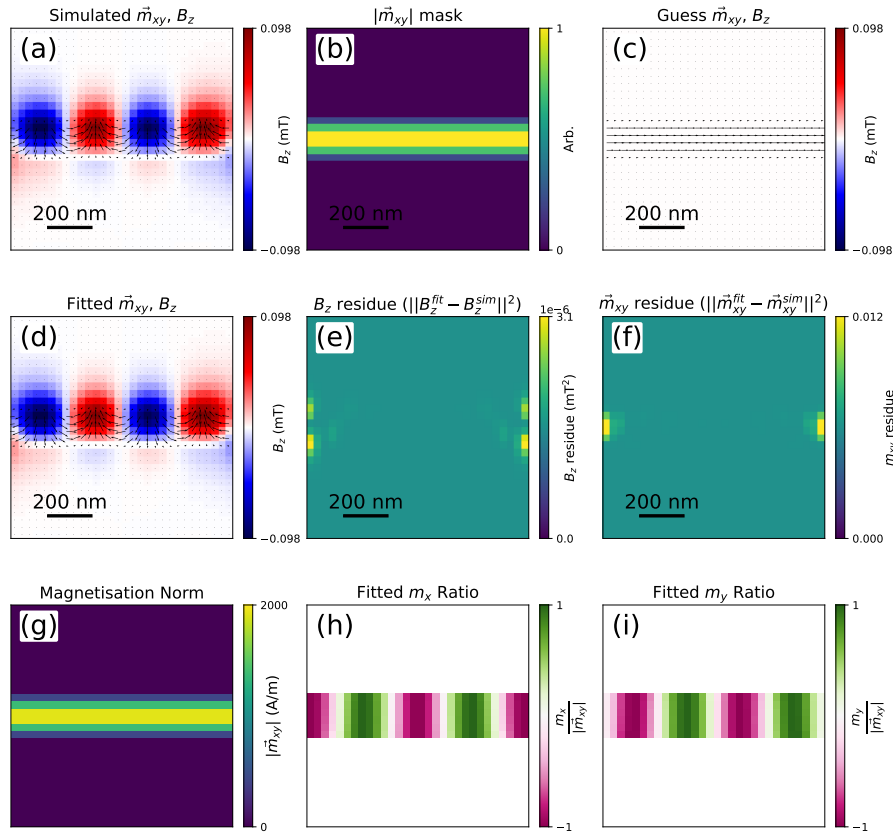 Simulated m⃗xy, Bz
|m⃗xy| mask
Guess m⃗xy, Bz
(a)
200 nm
0.098
−0.098
Bz (mT)
(b)
200 nm
1
0
Arb.
(c)
200 nm
0.098
−0.098
Bz (mT)
Fitted m⃗xy, Bz
Bz residue (||Bz^fit − Bz^sim||²)
m⃗xy residue (||m⃗xy^fit − m⃗xy^sim||²)
(d)
200 nm
0.098
−0.098
Bz (mT)
(e)
200 nm
1e−6
3.1
0.0
Bz residue (mT²)
(f)
200 nm
0.012
0.000
mxy residue
Magnetisation Norm
Fitted mx Ratio
Fitted my Ratio
(g)
2000
0
|m⃗xy| (A/m)
(h)
1
−1
mx
|m⃗xy|
(i)
1
−1
my
|m⃗xy|